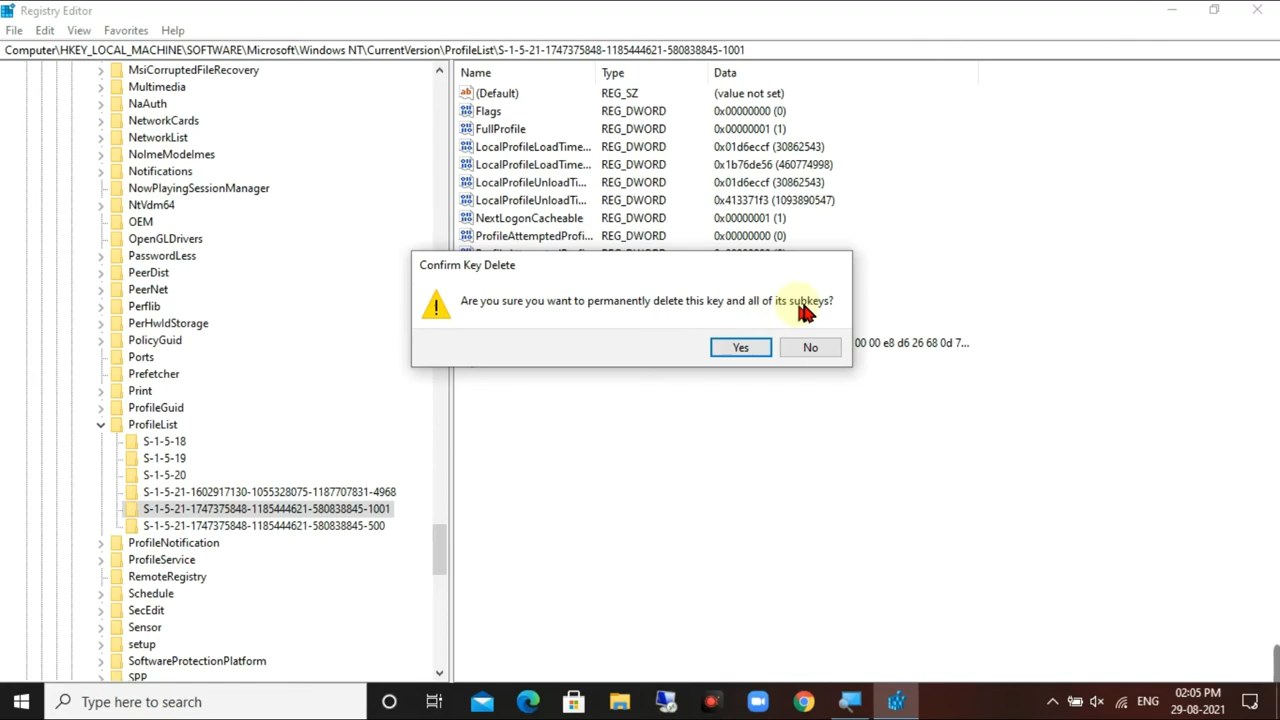 Registry Editor
File Edit View Favorites Help
Computer\HKEY_LOCAL_MACHINE\SOFTWARE\Microsoft\Windows NT\CurrentVersion\ProfileList\S-1-5-21-1747375848-1185444621-580838845-1001
MsiCorruptedFileRecovery
Multimedia
NaAuth
NetworkCards
NetworkList
NoImeModeImes
Notifications
NowPlayingSessionManager
NtVdm64
OEM
OpenGLDrivers
PasswordLess
PeerDist
PeerNet
Perflib
PerHwIdStorage
PolicyGuid
Ports
Prefetcher
Print
ProfileGuid
ProfileList
S-1-5-18
S-1-5-19
S-1-5-20
S-1-5-21-1602917130-1055328075-1187707831-4968
S-1-5-21-1747375848-1185444621-580838845-1001
S-1-5-21-1747375848-1185444621-580838845-500
ProfileNotification
ProfileService
RemoteRegistry
Schedule
SecEdit
Sensor
setup
SoftwareProtectionPlatform
SPP
Name Type Data
(Default) REG_SZ (value not set)
Flags REG_DWORD 0x00000000 (0)
FullProfile REG_DWORD 0x00000001 (1)
LocalProfileLoadTime... REG_DWORD 0x01d6eccf (30862543)
LocalProfileLoadTime... REG_DWORD 0x1b76de56 (460774998)
LocalProfileUnloadTi... REG_DWORD 0x01d6eccf (30862543)
LocalProfileUnloadTi... REG_DWORD 0x413371f3 (1093890547)
NextLogonCacheable REG_DWORD 0x00000001 (1)
ProfileAttemptedProfi... REG_DWORD 0x00000000 (0)
Confirm Key Delete
Are you sure you want to permanently delete this key and all of its subkeys?
Yes No
00 00 e8 d6 26 68 0d 7...
Type here to search
ENG
02:05 PM
29-08-2021